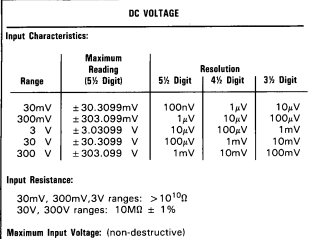 DC VOLTAGE
Input Characteristics:
Maximum
Reading Resolution
Range (5½ Digit) 5½ Digit 4½ Digit 3½ Digit
30mV ±30.3099mV 100nV 1µV 10µV
300mV ±303.099mV 1µV 10µV 100µV
3 V ±3.03099 V 10µV 100µV 1mV
30 V ±30.3099 V 100µV 1mV 10mV
300 V ±303.099 V 1mV 10mV 100mV
Input Resistance:
30mV, 300mV,3V ranges: >10¹⁰Ω
30V, 300V ranges: 10MΩ ± 1%
Maximum Input Voltage: (non-destructive)